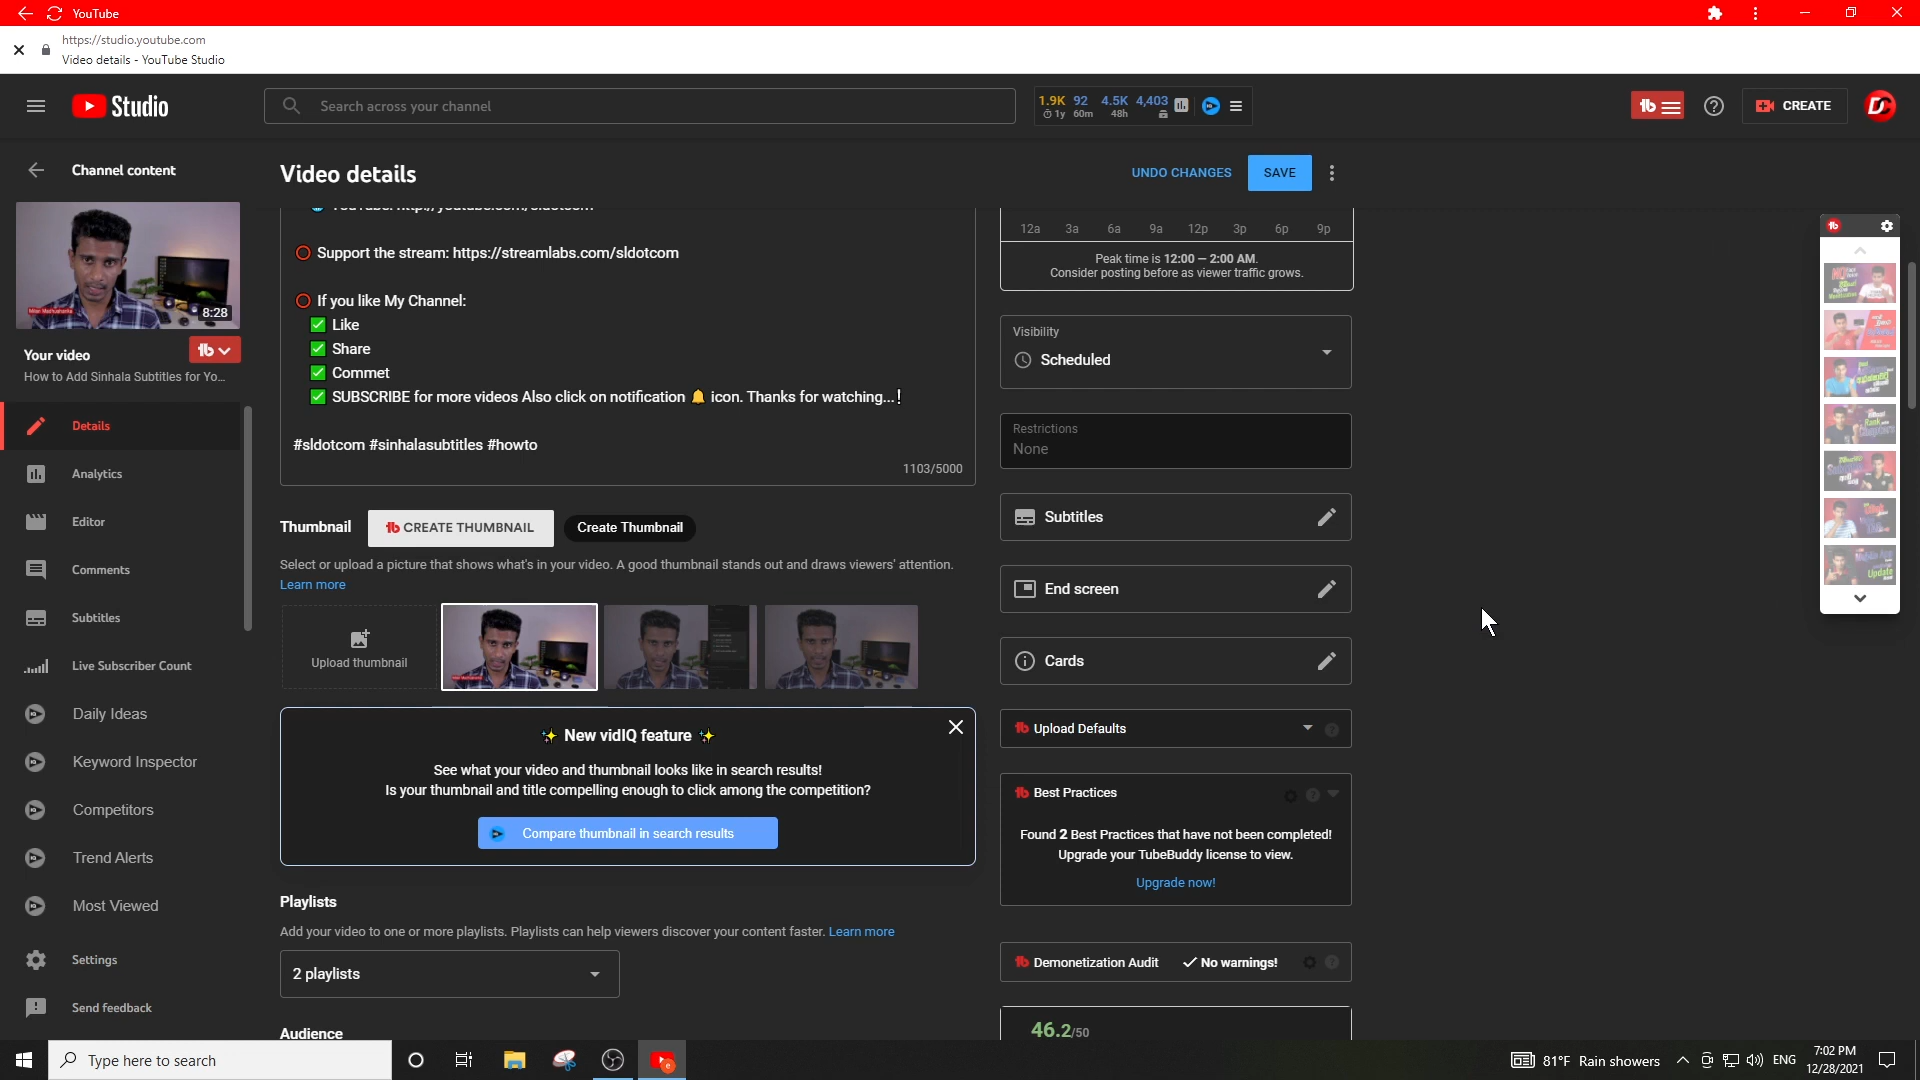 YouTube
https://studio.youtube.com
Video details - YouTube Studio
Studio
Search across your channel
1.9K 92 4.5K 4,403
1y 60m 48h
CREATE
Channel content
Video details
UNDO CHANGES
SAVE
8:28
Your video
How to Add Sinhala Subtitles for Yo...
Details
Analytics
Editor
Comments
Subtitles
Live Subscriber Count
Daily Ideas
Keyword Inspector
Competitors
Trend Alerts
Most Viewed
Settings
Send feedback
Support the stream: https://streamlabs.com/sldotcom
If you like My Channel:
Like
Share
Commet
SUBSCRIBE for more videos Also click on notification 🔔 icon. Thanks for watching...!
#sldotcom #sinhalasubtitles #howto
1103/5000
Thumbnail
CREATE THUMBNAIL
Create Thumbnail
Select or upload a picture that shows what's in your video. A good thumbnail stands out and draws viewers' attention.
Learn more
Upload thumbnail
✨ New vidIQ feature ✨
See what your video and thumbnail looks like in search results!
Is your thumbnail and title compelling enough to click among the competition?
Compare thumbnail in search results
Playlists
Add your video to one or more playlists. Playlists can help viewers discover your content faster. Learn more
2 playlists
Audience
12a 3a 6a 9a 12p 3p 6p 9p
Peak time is 12:00 – 2:00 AM.
Consider posting before as viewer traffic grows.
Visibility
Scheduled
Restrictions
None
Subtitles
End screen
Cards
Upload Defaults
Best Practices
Found 2 Best Practices that have not been completed!
Upgrade your TubeBuddy license to view.
Upgrade now!
Demonetization Audit
No warnings!
46.2/50
Type here to search
81°F Rain showers
ENG
7:02 PM
12/28/2021